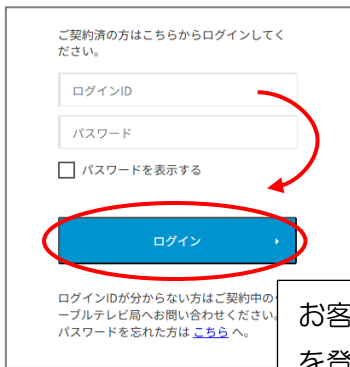 ご契約済の方はこちらからログインしてく
ださい。
ログインID
パスワード
パスワードを表示する
ログイン
ログインIDが分からない方はご契約中の
ーブルテレビ局へお問い合わせください
パスワードを忘れた方は こちら へ。
お客
を登